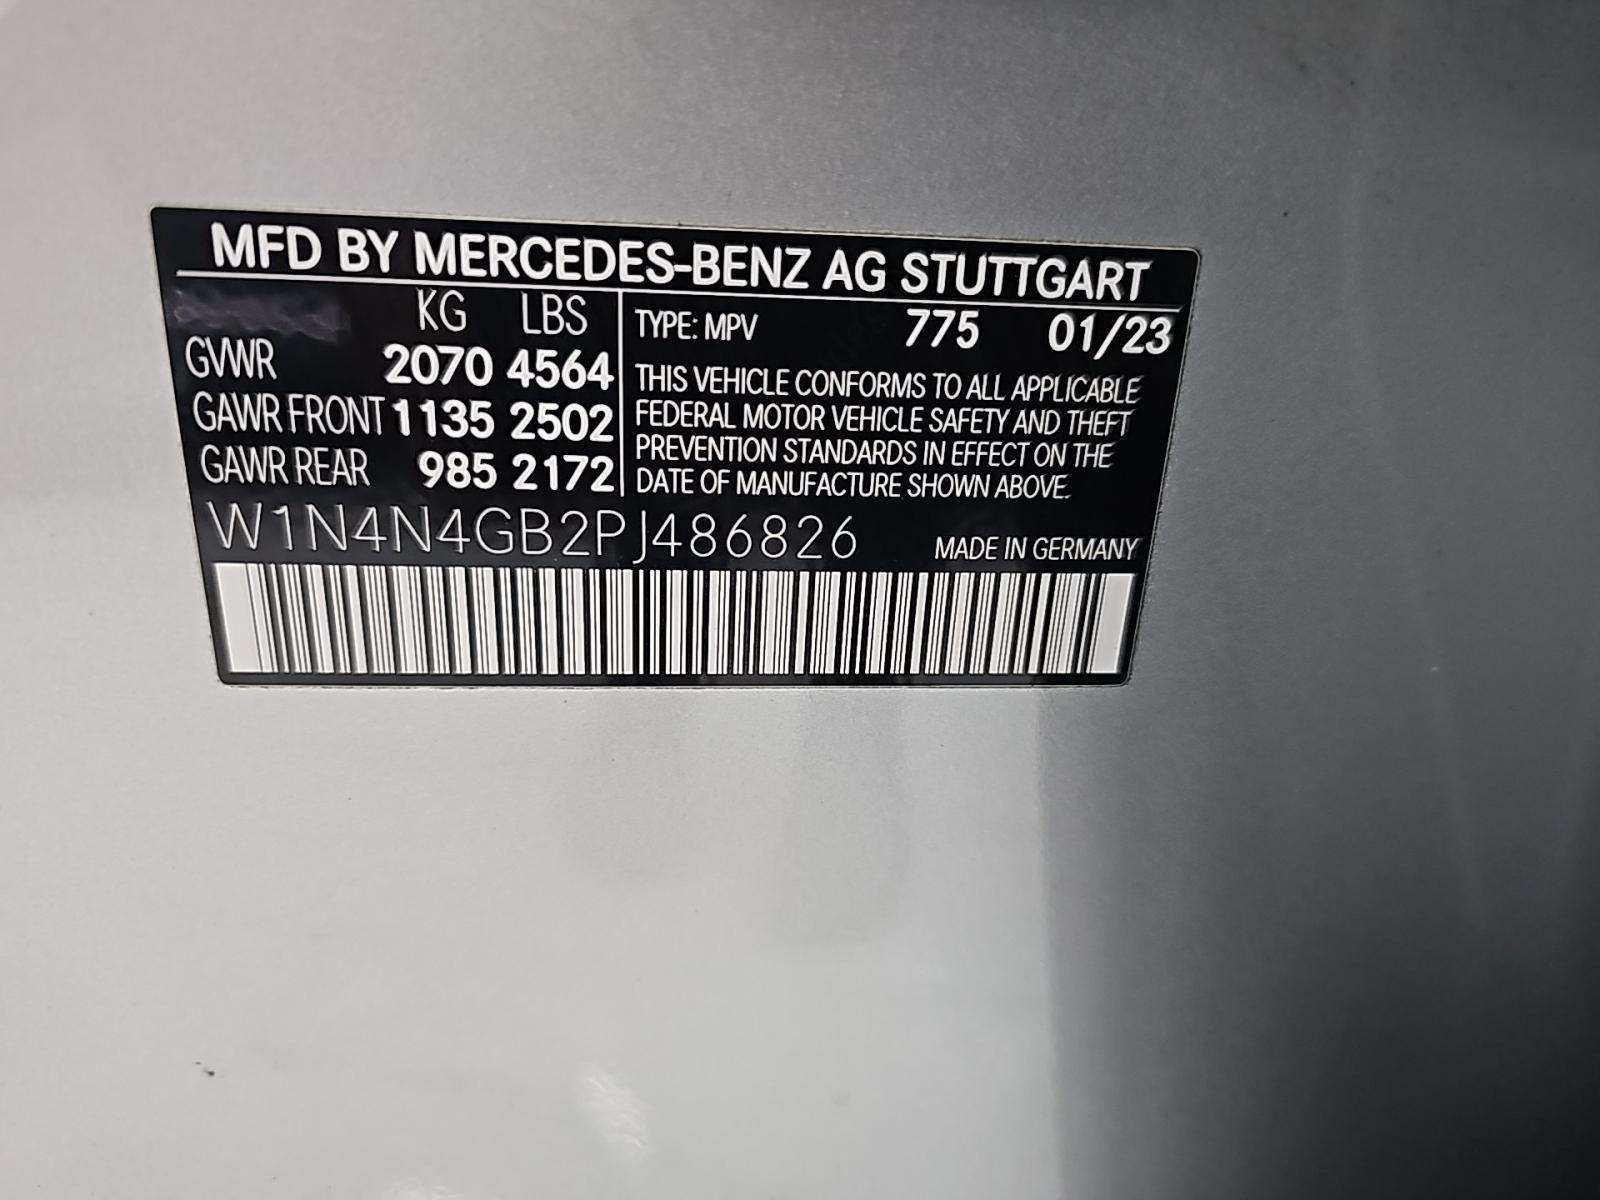 MFD BY MERCEDES-BENZ AG STUTTGART
KG LBS
GVWR 2070 4564
GAWR FRONT 1135 2502
GAWR REAR 985 2172
TYPE: MPV 775 01/23
THIS VEHICLE CONFORMS TO ALL APPLICABLE
FEDERAL MOTOR VEHICLE SAFETY AND THEFT
PREVENTION STANDARDS IN EFFECT ON THE
DATE OF MANUFACTURE SHOWN ABOVE.
W1N4N4GB2PJ486826 MADE IN GERMANY